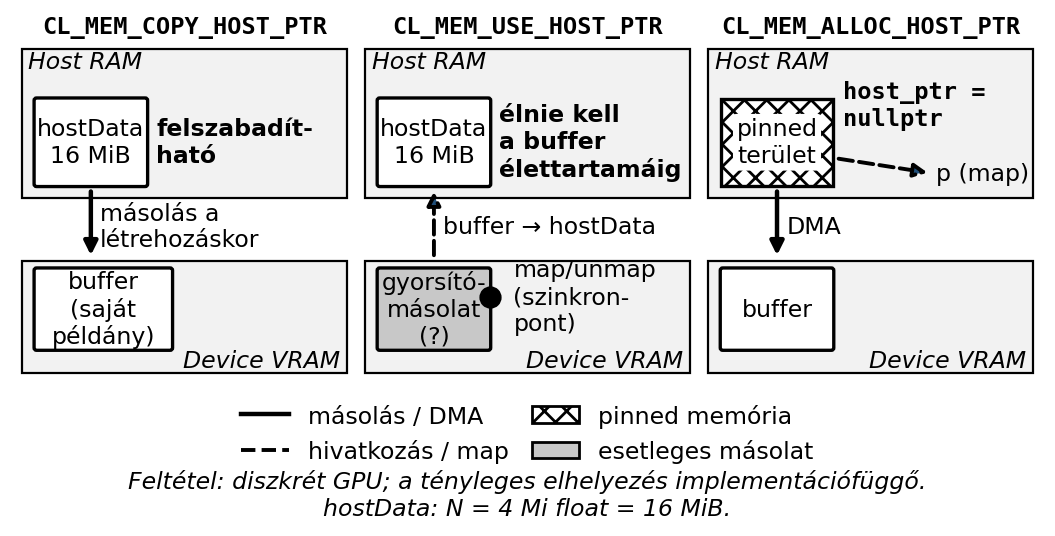 CL_MEM_COPY_HOST_PTR
Host RAM
hostData
16 MiB
felszabadít-
ható
másolás a
létrehozáskor
buffer
(saját
példány)
Device VRAM
CL_MEM_USE_HOST_PTR
Host RAM
hostData
16 MiB
élnie kell
a buffer
élettartamáig
buffer → hostData
gyorsító-
másolat
(?)
map/unmap
(szinkron-
pont)
Device VRAM
CL_MEM_ALLOC_HOST_PTR
Host RAM
host_ptr =
nullptr
pinned
terület
p (map)
DMA
buffer
Device VRAM
másolás / DMA
hivatkozás / map
pinned memória
esetleges másolat
Feltétel: diszkrét GPU; a tényleges elhelyezés implementációfüggő.
hostData: N = 4 Mi float = 16 MiB.